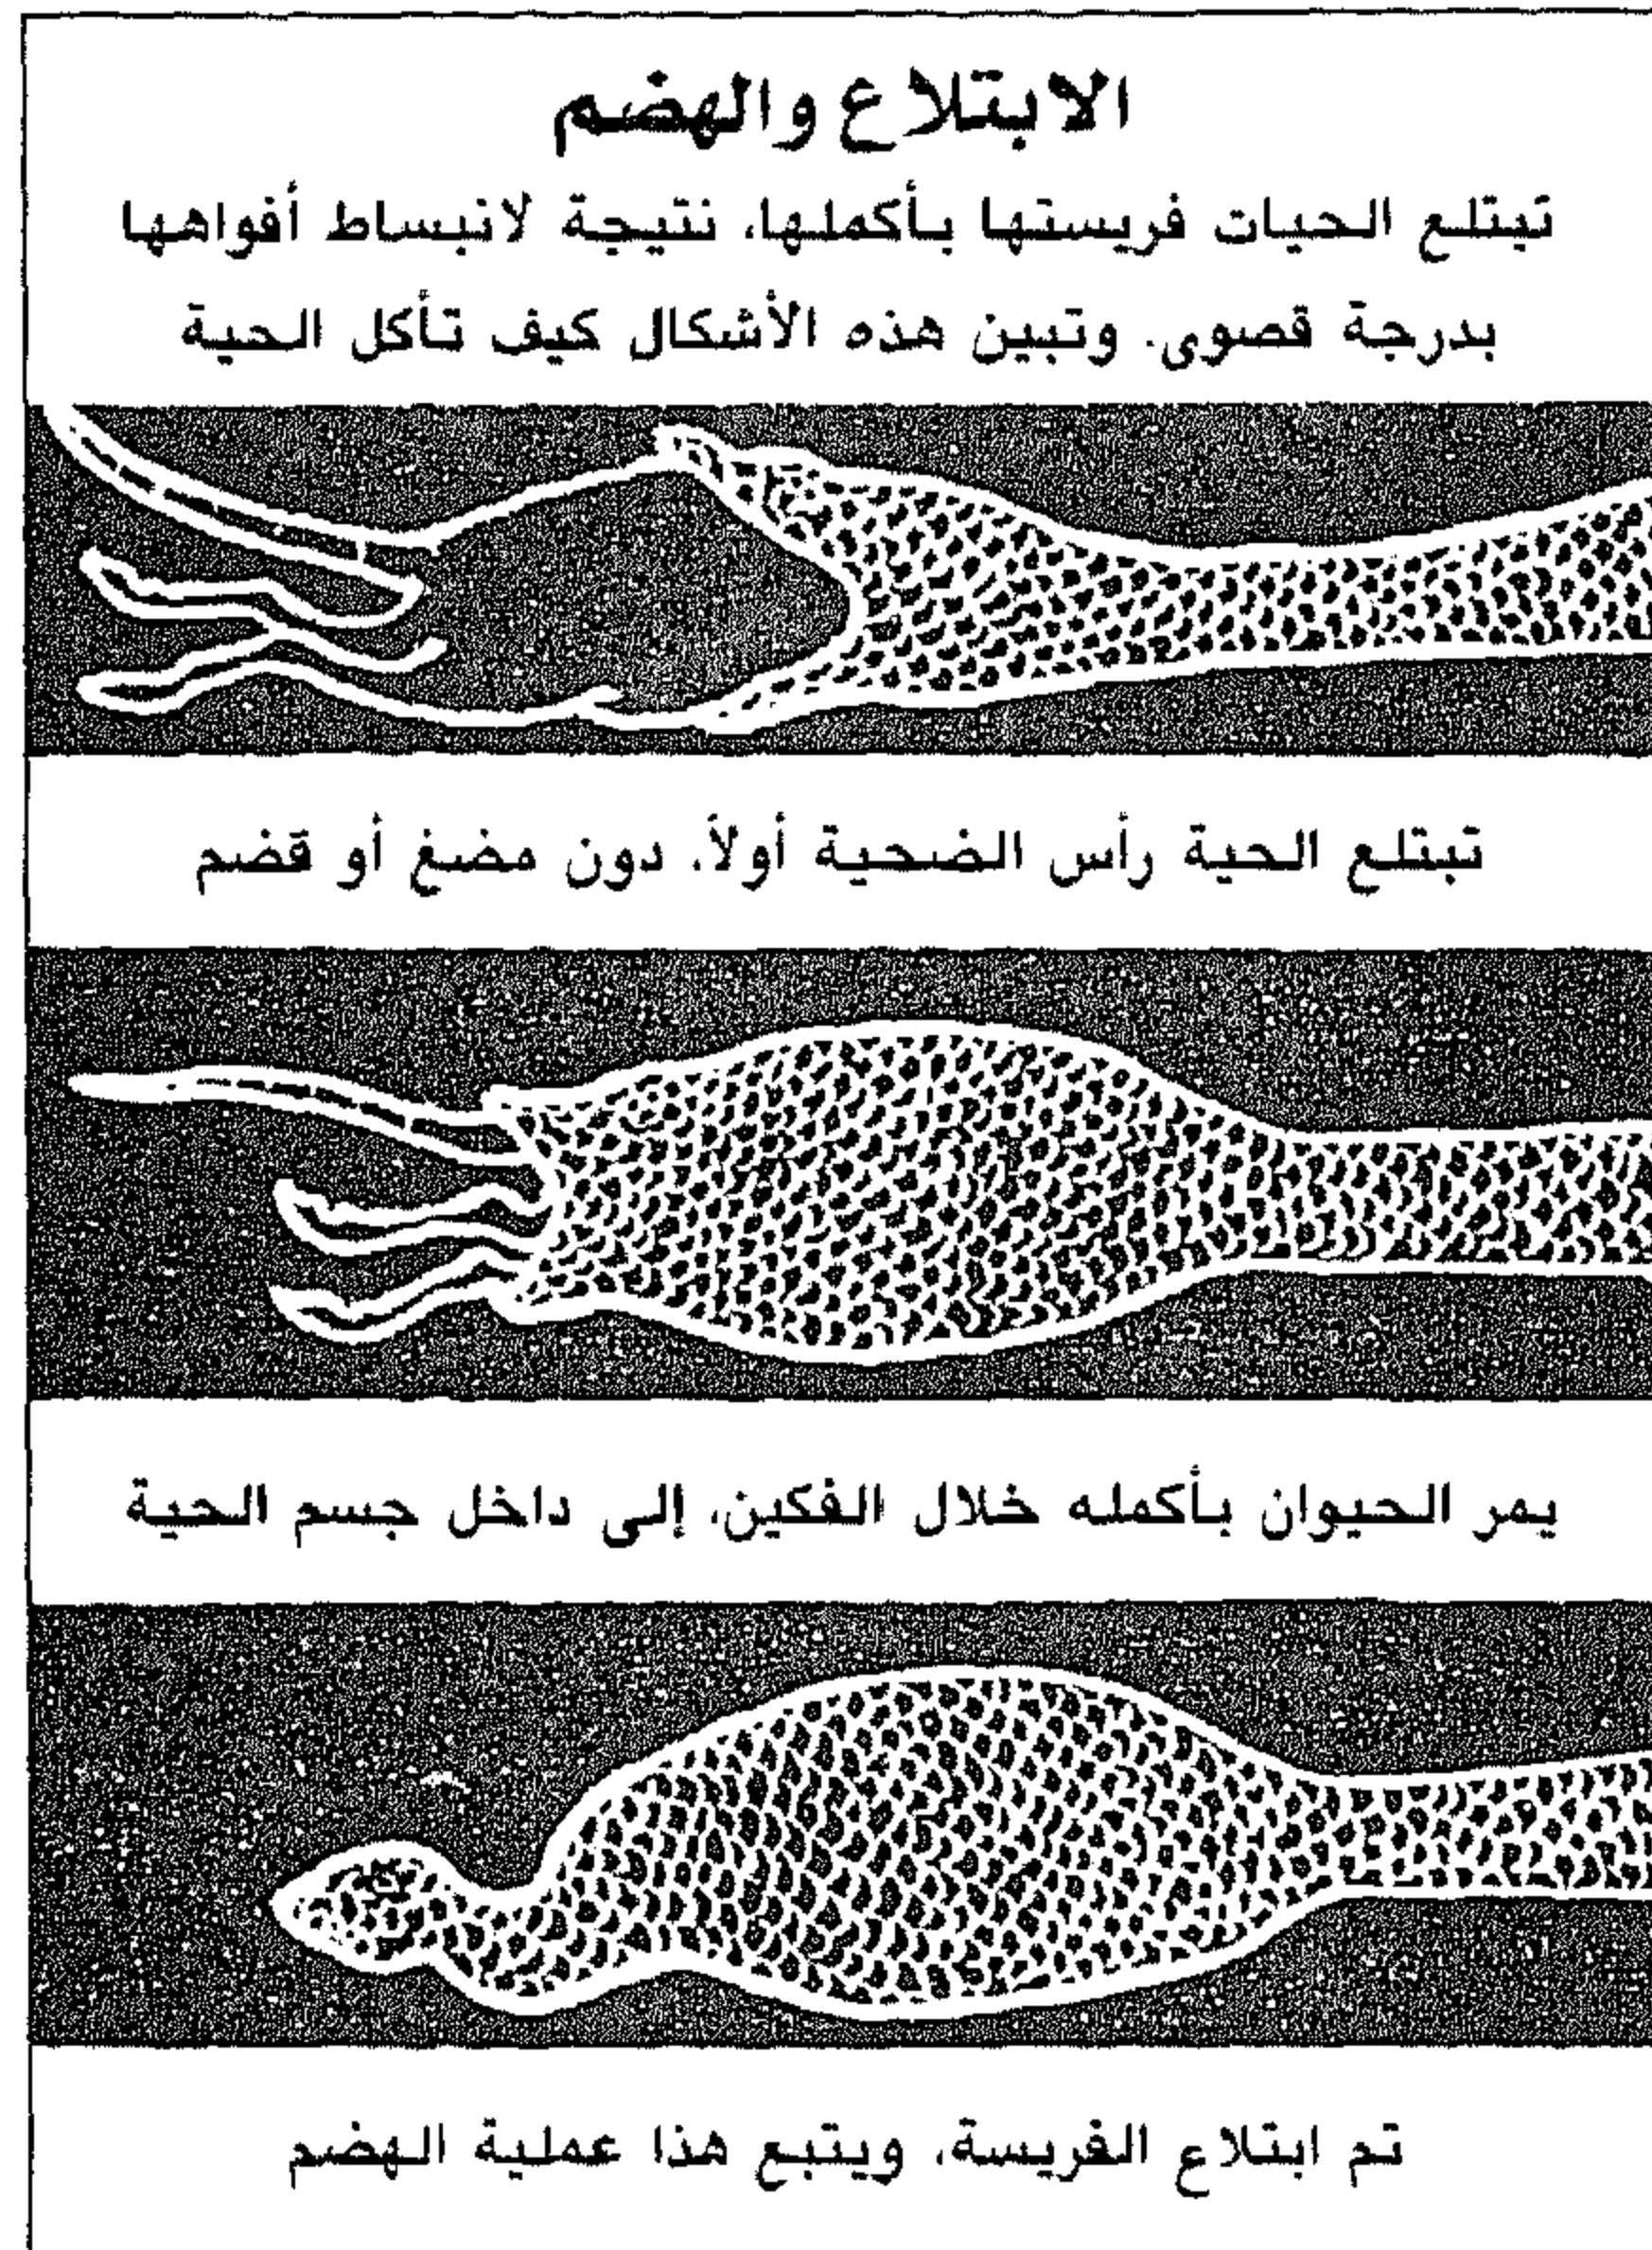 الابتلاع والهضم
تبتلع الحيات فريستها بأكملها، نتيجة لانبساط أفواهها
بدرجة قصوى. وتبين هذه الأشكال كيف تأكل الحية
تبتلع الحية رأس الضحية أولاً، دون مضغ أو قضم
يمر الحيوان بأكمله خلال الفكين، إلى داخل جسم الحية
تم ابتلاع الفريسة، ويتبع هذا عملية الهضم